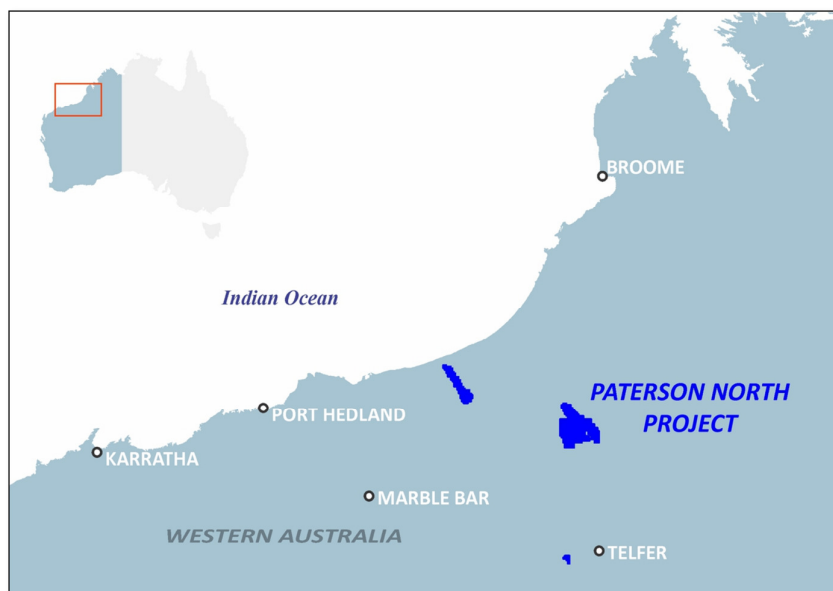 BROOME
Indian Ocean
PATERSON NORTH
PROJECT
PORT HEDLAND
KARRATHA
MARBLE BAR
WESTERN AUSTRALIA
TELFER